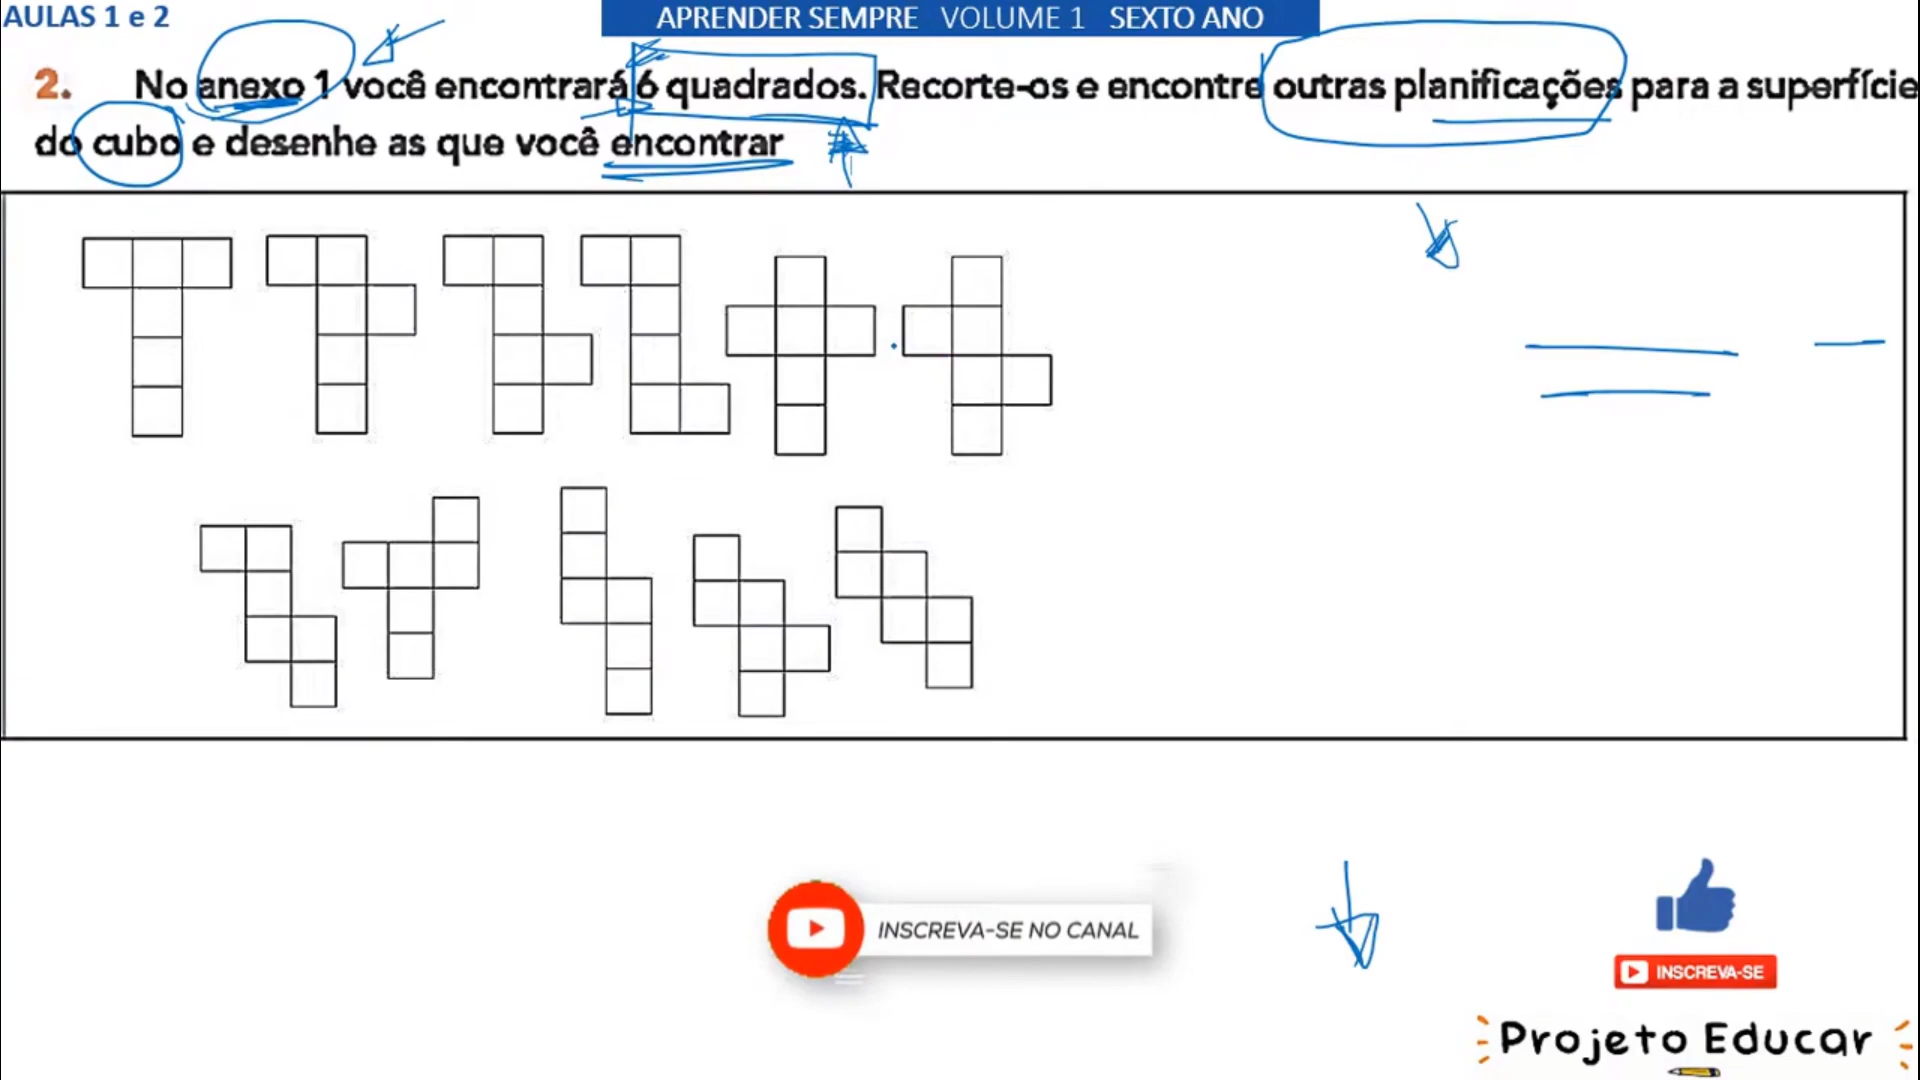 AULAS 1 e 2
APRENDER SEMPRE VOLUME 1 SEXTO ANO
2. No anexo 1 você encontrará 6 quadrados. Recorte-os e encontre outras planificações para a superfície
do cubo e desenhe as que você encontrar
INSCREVA-SE NO CANAL
INSCREVA-SE
Projeto Educar